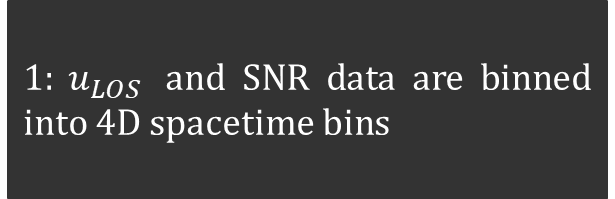 1: u_LOS and SNR data are binned
into 4D spacetime bins